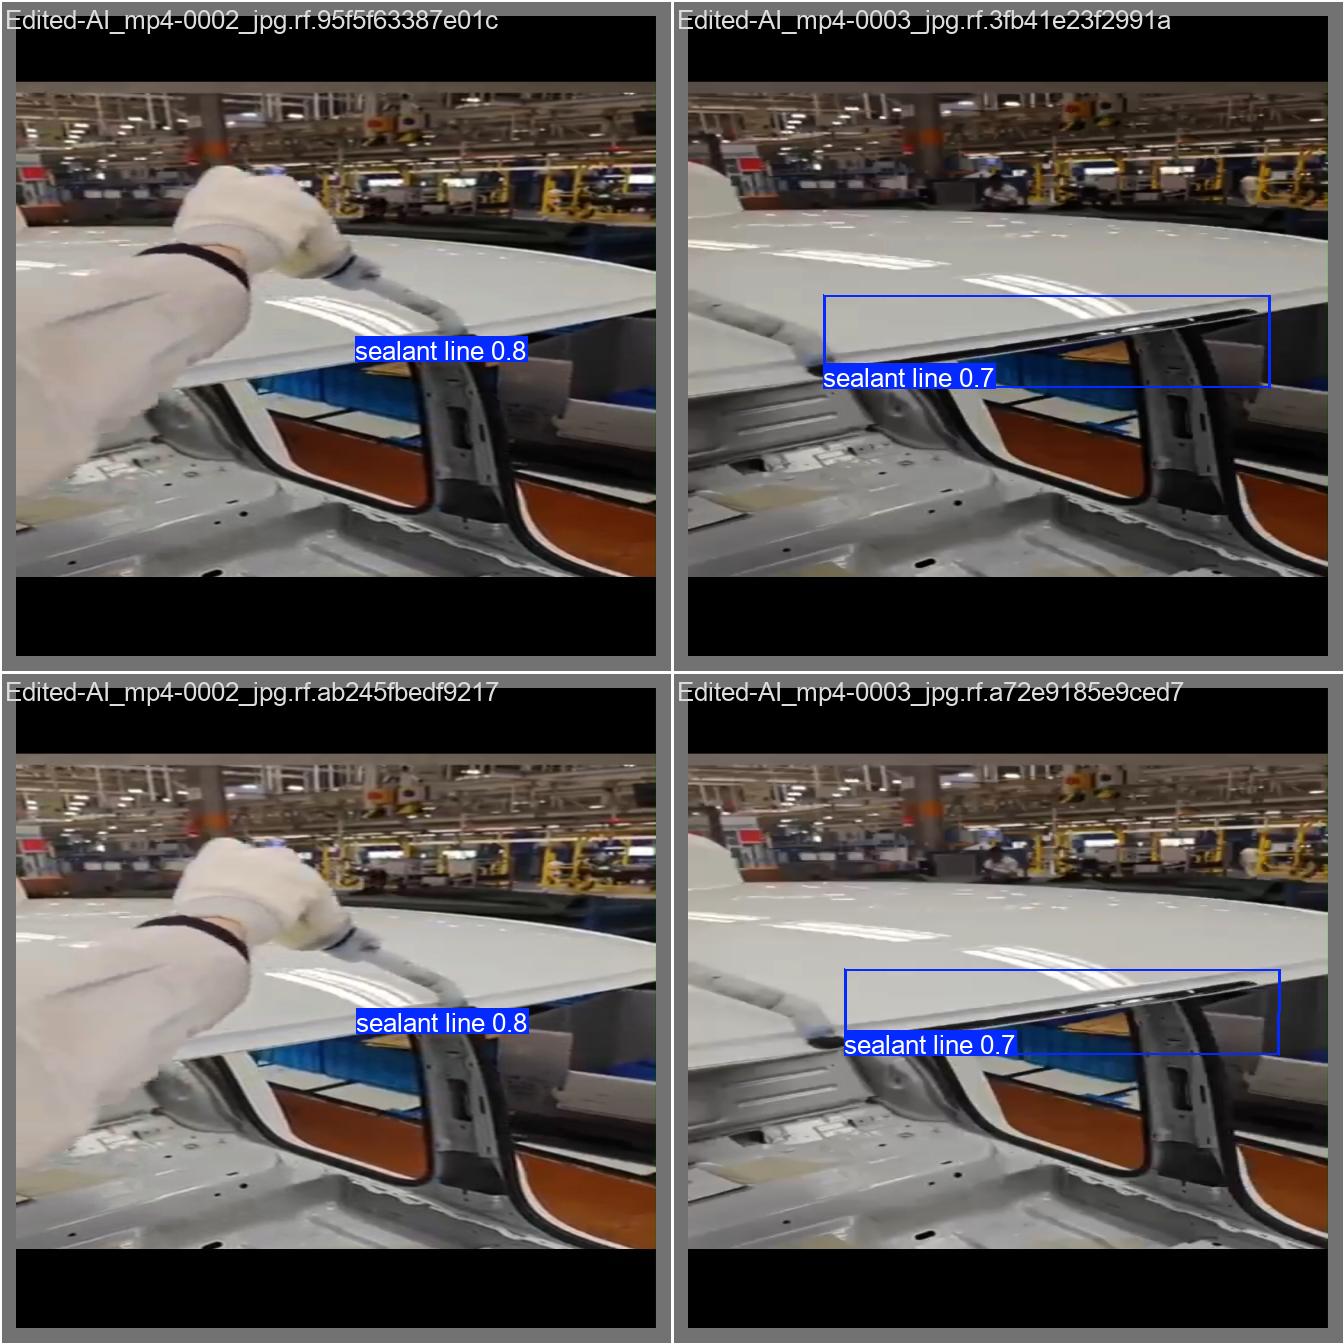 Edited-AI_mp4-0002_jpg.rf.95f5f63387e01c
Edited-AI_mp4-0003_jpg.rf.3fb41e23f2991a
sealant line 0.8
sealant line 0.7
Edited-AI_mp4-0002_jpg.rf.ab245fbedf9217
Edited-AI_mp4-0003_jpg.rf.a72e9185e9ced7
sealant line 0.8
sealant line 0.7